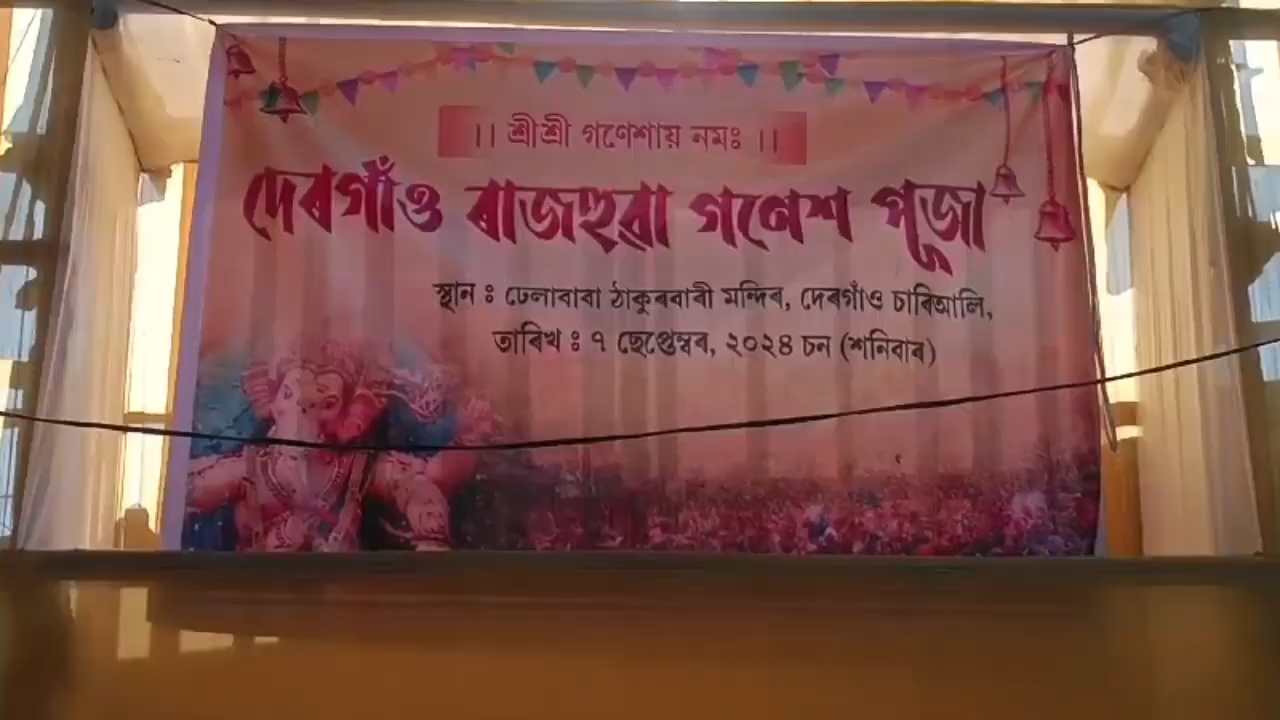 ।। শ্রীশ্রী গণেশায় নমঃ ।।
দেৰগাঁও ৰাজহুৱা গণেশ পূজা
স্থান ঃ ঢেলাবাবা ঠাকুৰবাৰী মন্দিৰ, দেৰগাঁও চাৰিআলি,
তাৰিখ ঃ ৭ ছেপ্তেম্বৰ, ২০২৪ চন (শনিবাৰ)